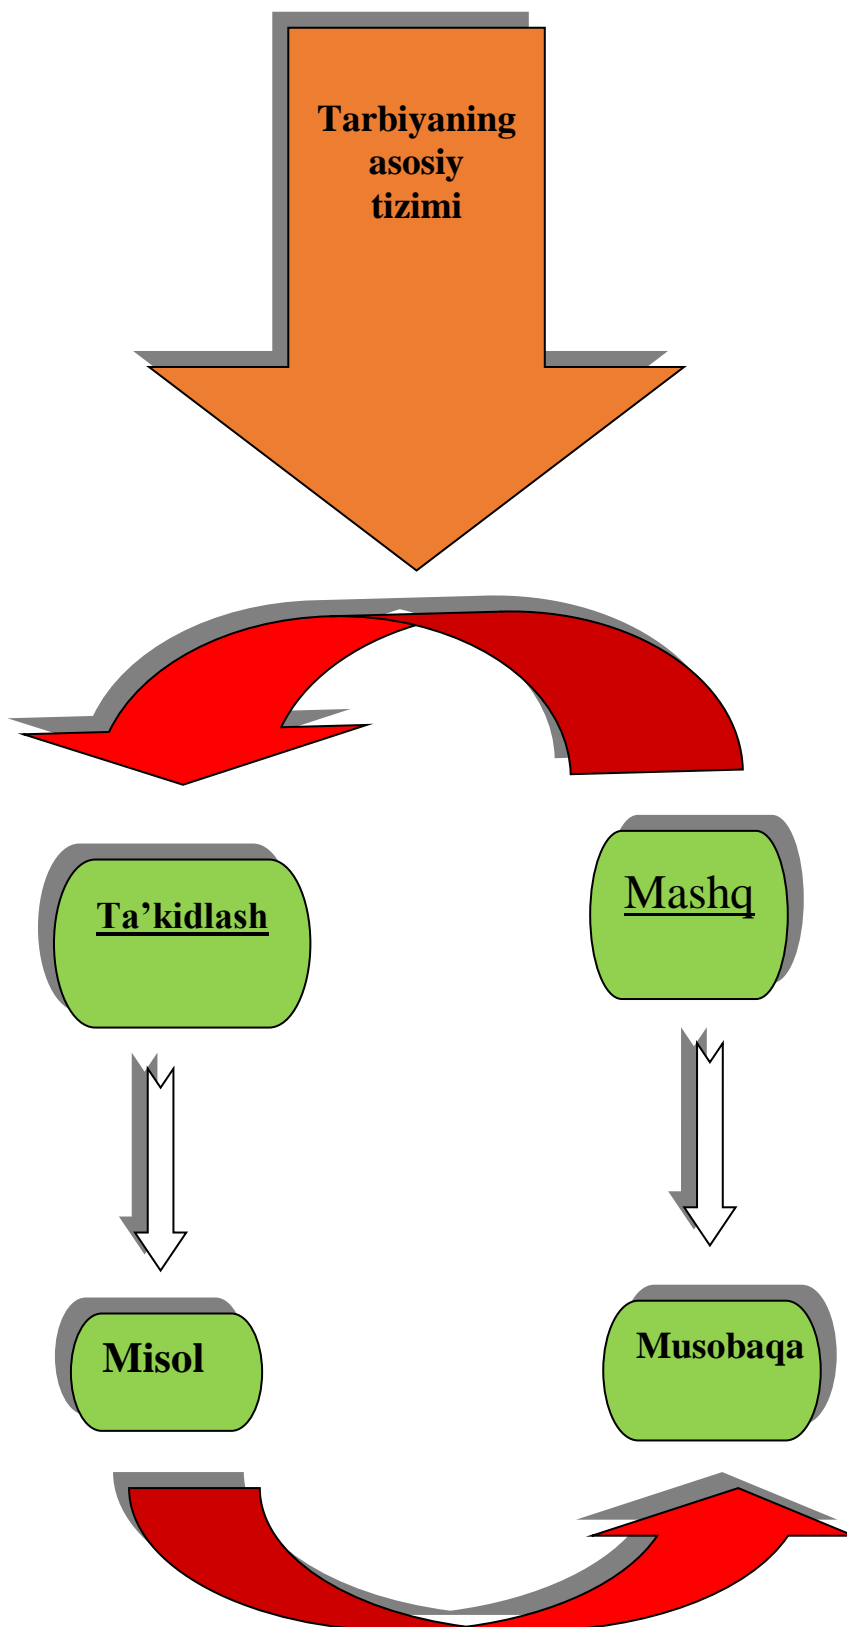 Tarbiyaning
asosiy
tizimi
Ta’kidlash
Mashq
Misol
Musobaqa